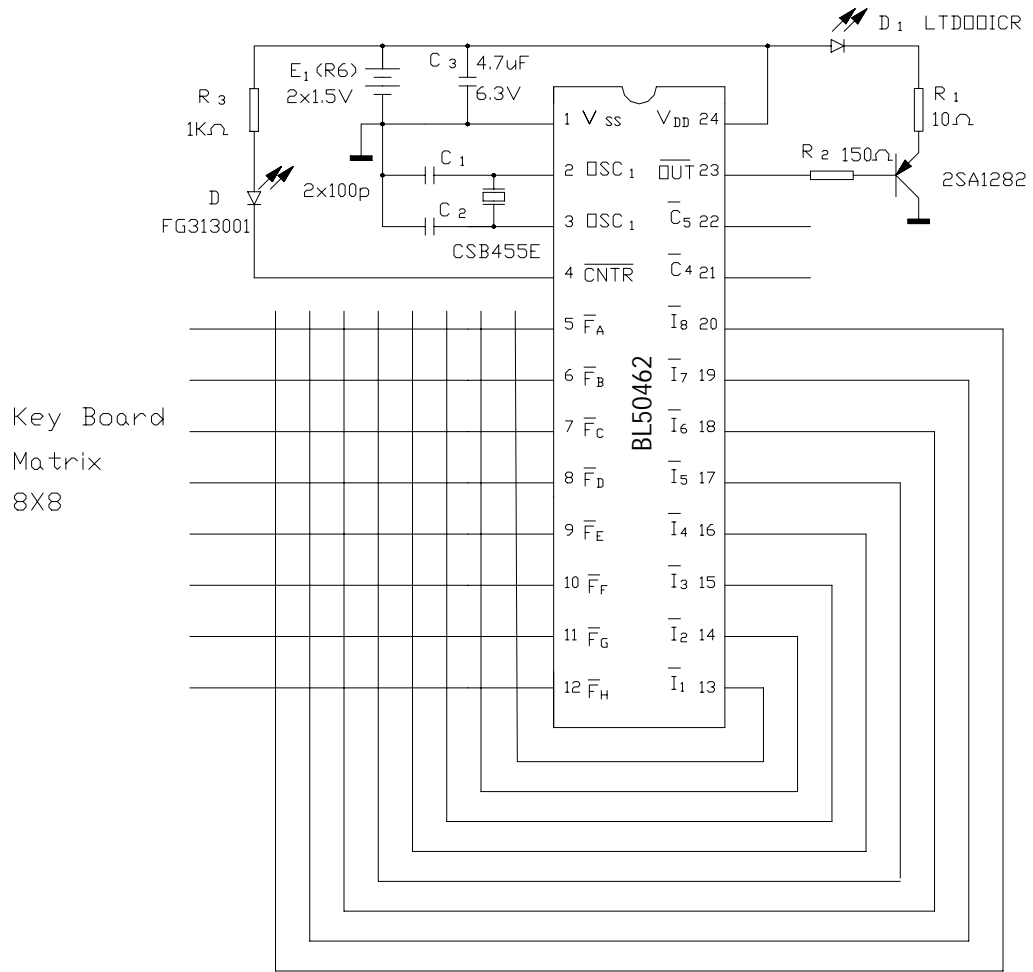 D1 LTD001CR
E1(R6)
2x1.5V
C3 4.7uF
6.3V
R3
1KΩ
R1
10Ω
1 VSS
VDD 24
C1
2 OSC1
OUT 23
R2 150Ω
2SA1282
D
FG313001
2x100p
C2
3 OSC1
C5 22
CSB455E
4 CNTR
C4 21
5 FA
I8 20
6 FB
I7 19
7 FC
I6 18
8 FD
I5 17
9 FE
I4 16
10 FF
I3 15
11 FG
I2 14
12 FH
I1 13
BL50462
Key Board
Matrix
8X8